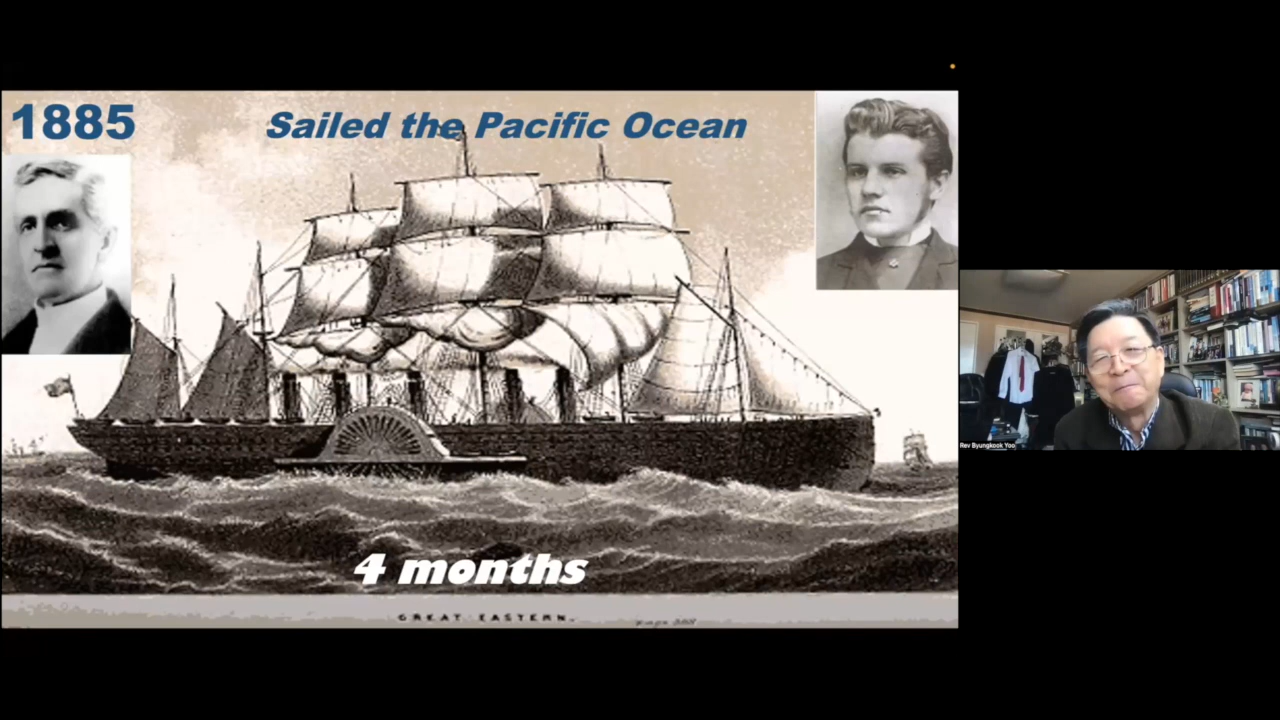 1885
Sailed the Pacific Ocean
4 months
GREAT EASTERN.
Rev Byungkook Yoo